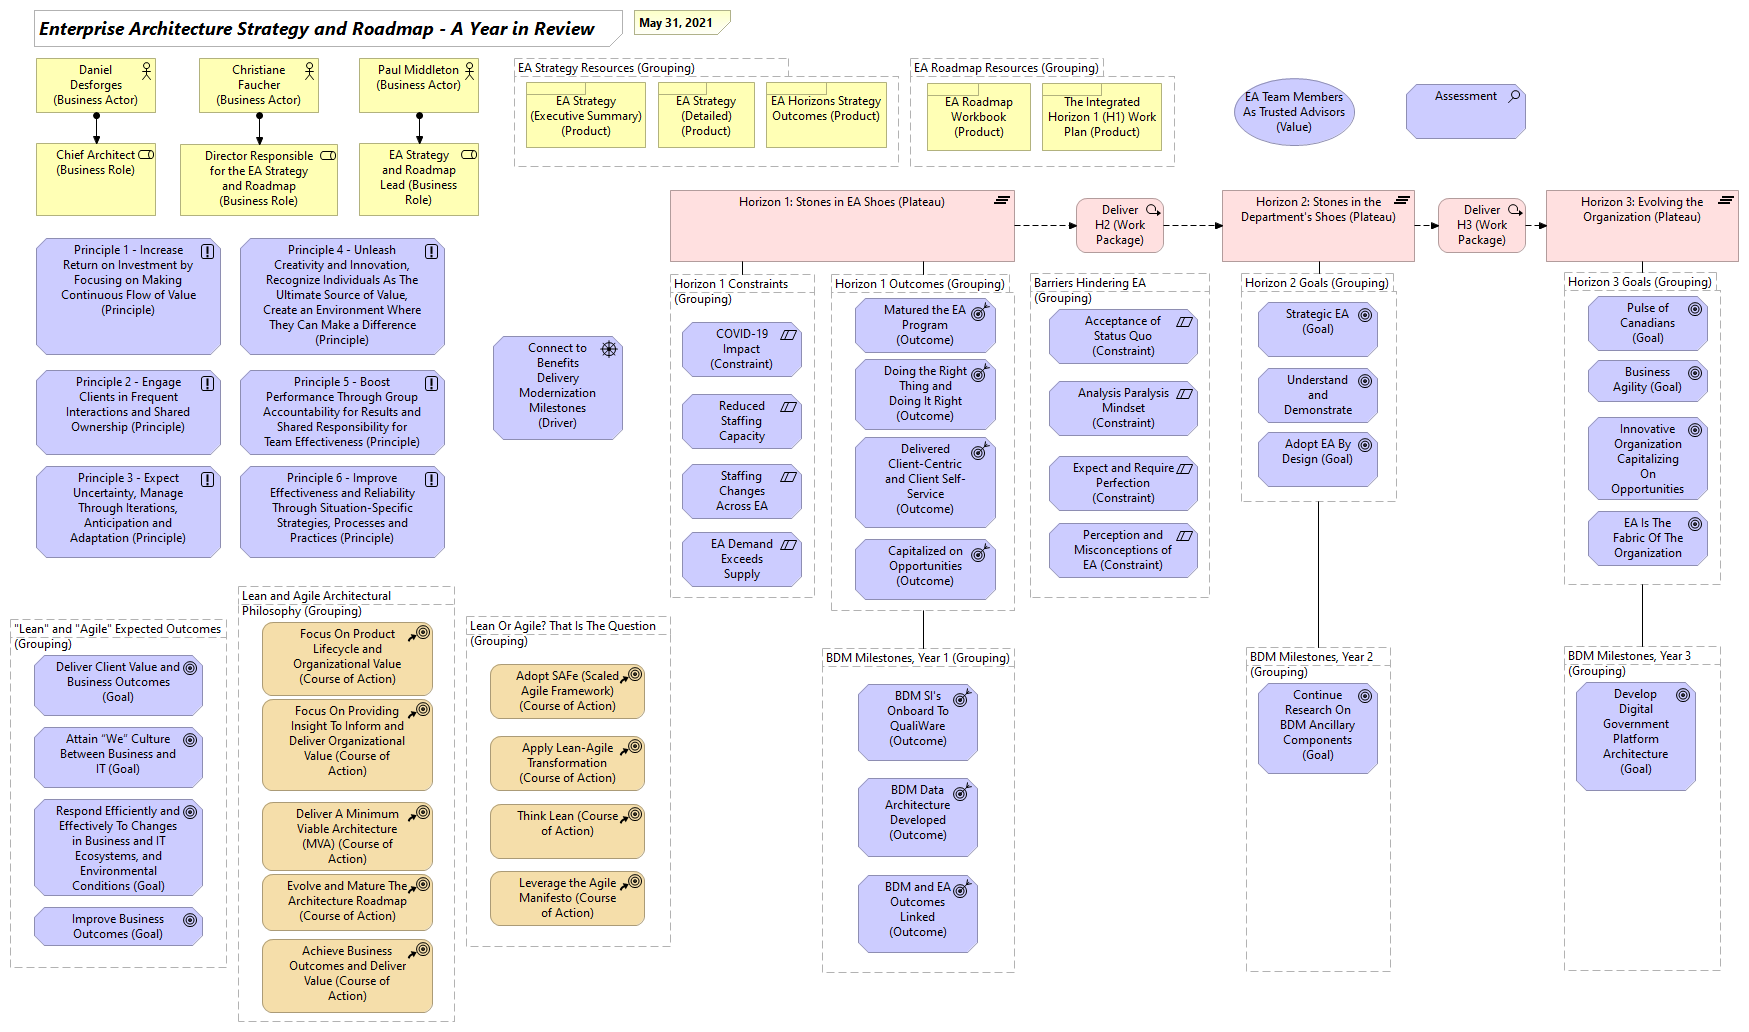 Enterprise Architecture Strategy and Roadmap - A Year in Review
May 31, 2021
Daniel
Desforges
(Business Actor)
Christiane
Faucher
(Business Actor)
Paul Middleton
(Business Actor)
Chief Architect
(Business Role)
Director Responsible
for the EA Strategy
and Roadmap
(Business Role)
EA Strategy
and Roadmap
Lead (Business
Role)
EA Strategy Resources (Grouping)
EA Strategy
(Executive Summary)
(Product)
EA Strategy
(Detailed)
(Product)
EA Horizons Strategy
Outcomes (Product)
EA Roadmap Resources (Grouping)
EA Roadmap
Workbook
(Product)
The Integrated
Horizon 1 (H1) Work
Plan (Product)
EA Team Members
As Trusted Advisors
(Value)
Assessment
Horizon 1: Stones in EA Shoes (Plateau)
Deliver
H2 (Work
Package)
Horizon 2: Stones in the
Department's Shoes (Plateau)
Deliver
H3 (Work
Package)
Horizon 3: Evolving the
Organization (Plateau)
Principle 1 - Increase
Return on Investment by
Focusing on Making
Continuous Flow of Value
(Principle)
Principle 4 - Unleash
Creativity and Innovation,
Recognize Individuals As The
Ultimate Source of Value,
Create an Environment Where
They Can Make a Difference
(Principle)
Principle 2 - Engage
Clients in Frequent
Interactions and Shared
Ownership (Principle)
Principle 5 - Boost
Performance Through Group
Accountability for Results and
Shared Responsibility for
Team Effectiveness (Principle)
Principle 3 - Expect
Uncertainty, Manage
Through Iterations,
Anticipation and
Adaptation (Principle)
Principle 6 - Improve
Effectiveness and Reliability
Through Situation-Specific
Strategies, Processes and
Practices (Principle)
Connect to
Benefits
Delivery
Modernization
Milestones
(Driver)
Horizon 1 Constraints
(Grouping)
COVID-19
Impact
(Constraint)
Reduced
Staffing
Capacity
Staffing
Changes
Across EA
EA Demand
Exceeds
Supply
Horizon 1 Outcomes (Grouping)
Matured the EA
Program
(Outcome)
Doing the Right
Thing and
Doing It Right
(Outcome)
Delivered
Client-Centric
and Client Self-
Service
(Outcome)
Capitalized on
Opportunities
(Outcome)
Barriers Hindering EA
(Grouping)
Acceptance of
Status Quo
(Constraint)
Analysis Paralysis
Mindset
(Constraint)
Expect and Require
Perfection
(Constraint)
Perception and
Misconceptions of
EA (Constraint)
Horizon 2 Goals (Grouping)
Strategic EA
(Goal)
Understand
and
Demonstrate
Adopt EA By
Design (Goal)
Horizon 3 Goals (Grouping)
Pulse of
Canadians
(Goal)
Business
Agility (Goal)
Innovative
Organization
Capitalizing
On
Opportunities
EA Is The
Fabric Of The
Organization
"Lean" and "Agile" Expected Outcomes
(Grouping)
Deliver Client Value and
Business Outcomes
(Goal)
Attain “We” Culture
Between Business and
IT (Goal)
Respond Efficiently and
Effectively To Changes
in Business and IT
Ecosystems, and
Environmental
Conditions (Goal)
Improve Business
Outcomes (Goal)
Lean and Agile Architectural
Philosophy (Grouping)
Focus On Product
Lifecycle and
Organizational Value
(Course of Action)
Focus On Providing
Insight To Inform and
Deliver Organizational
Value (Course of
Action)
Deliver A Minimum
Viable Architecture
(MVA) (Course of
Action)
Evolve and Mature The
Architecture Roadmap
(Course of Action)
Achieve Business
Outcomes and Deliver
Value (Course of
Action)
Lean Or Agile? That Is The Question
(Grouping)
Adopt SAFe (Scaled
Agile Framework)
(Course of Action)
Apply Lean-Agile
Transformation
(Course of Action)
Think Lean (Course
of Action)
Leverage the Agile
Manifesto (Course
of Action)
BDM Milestones, Year 1 (Grouping)
BDM SI's
Onboard To
QualiWare
(Outcome)
BDM Data
Architecture
Developed
(Outcome)
BDM and EA
Outcomes
Linked
(Outcome)
BDM Milestones, Year 2
(Grouping)
Continue
Research On
BDM Ancillary
Components
(Goal)
BDM Milestones, Year 3
(Grouping)
Develop
Digital
Government
Platform
Architecture
(Goal)